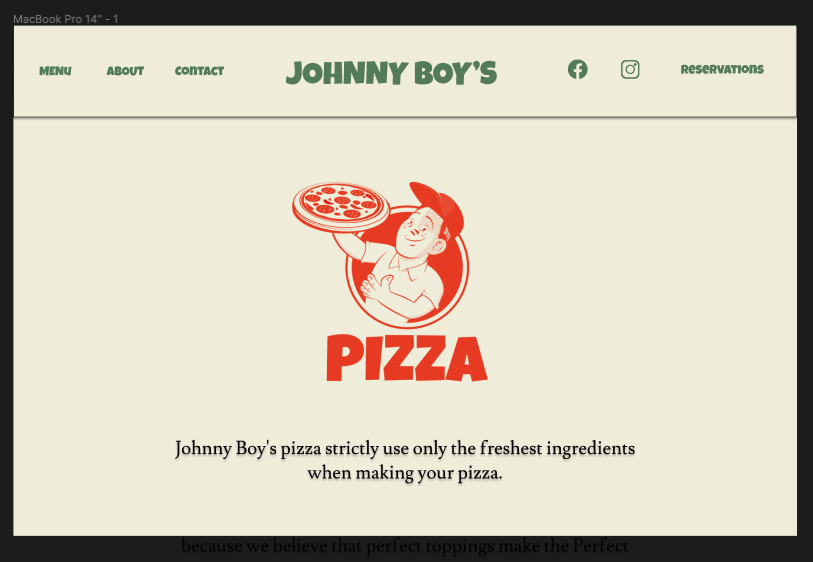 MacBook Pro 14" - 1
MENU ABOUT CONTACT JOHNNY BOY'S RESERVATIONS
PIZZA
Johnny Boy's pizza strictly use only the freshest ingredients
when making your pizza.
because we believe that perfect toppings make the Perfect